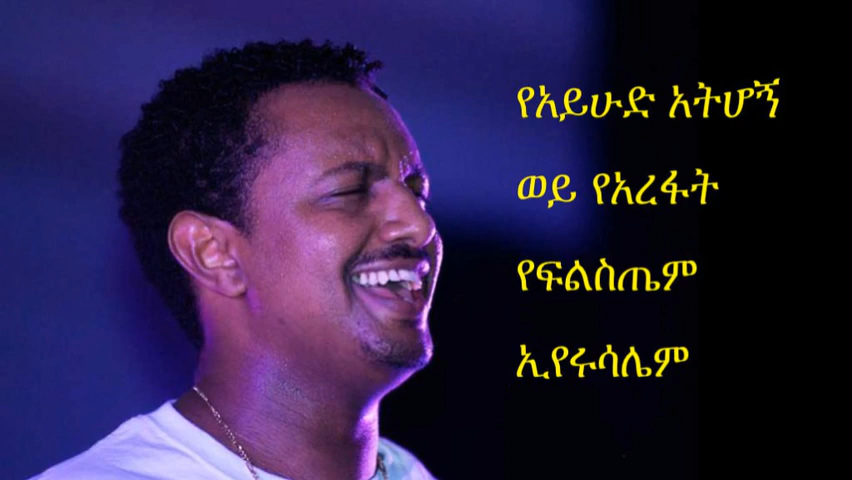 የአይሁድ አትሆኝ
ወይ የአረፋት
የፍልስጤም
ኢየሩሳሌም